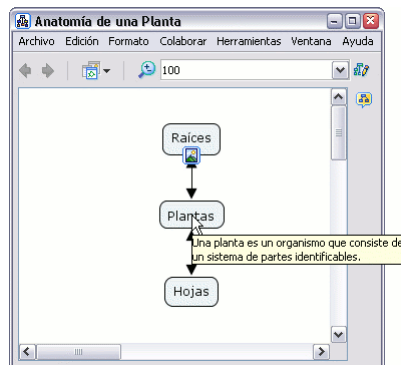 Anatomía de una Planta
Archivo Edición Formato Colaborar Herramientas Ventana Ayuda
100
Raíces
Plantas
Una planta es un organismo que consiste de
un sistema de partes identificables.
Hojas